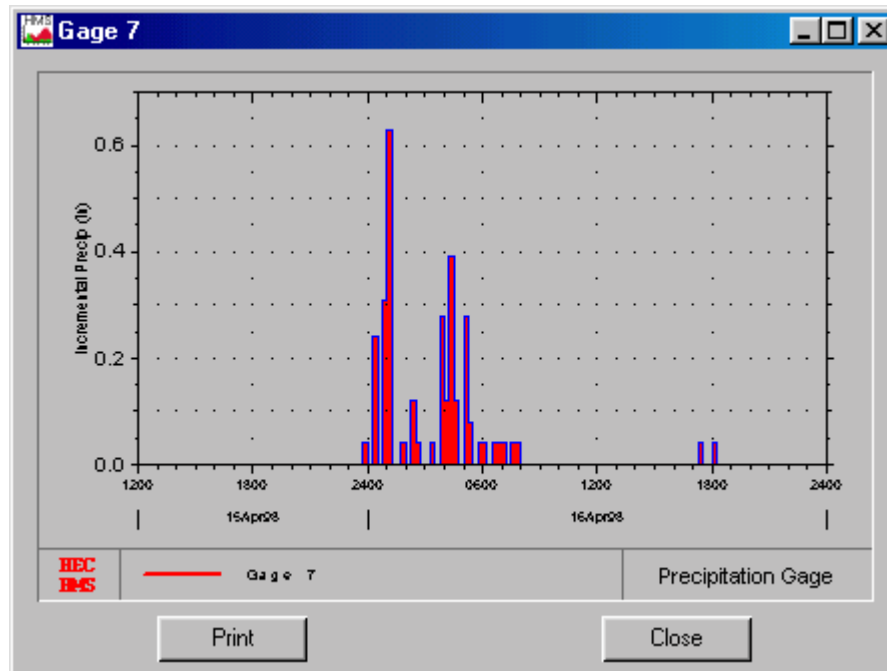 HMS
Gage 7
0.6
0.4
0.2
0.0
Incremental Precip (in)
1200 1800 2400 0600 1200 1800 2400
15Apr98 16Apr98
HEC
HMS
Gage 7
Precipitation Gage
Print Close